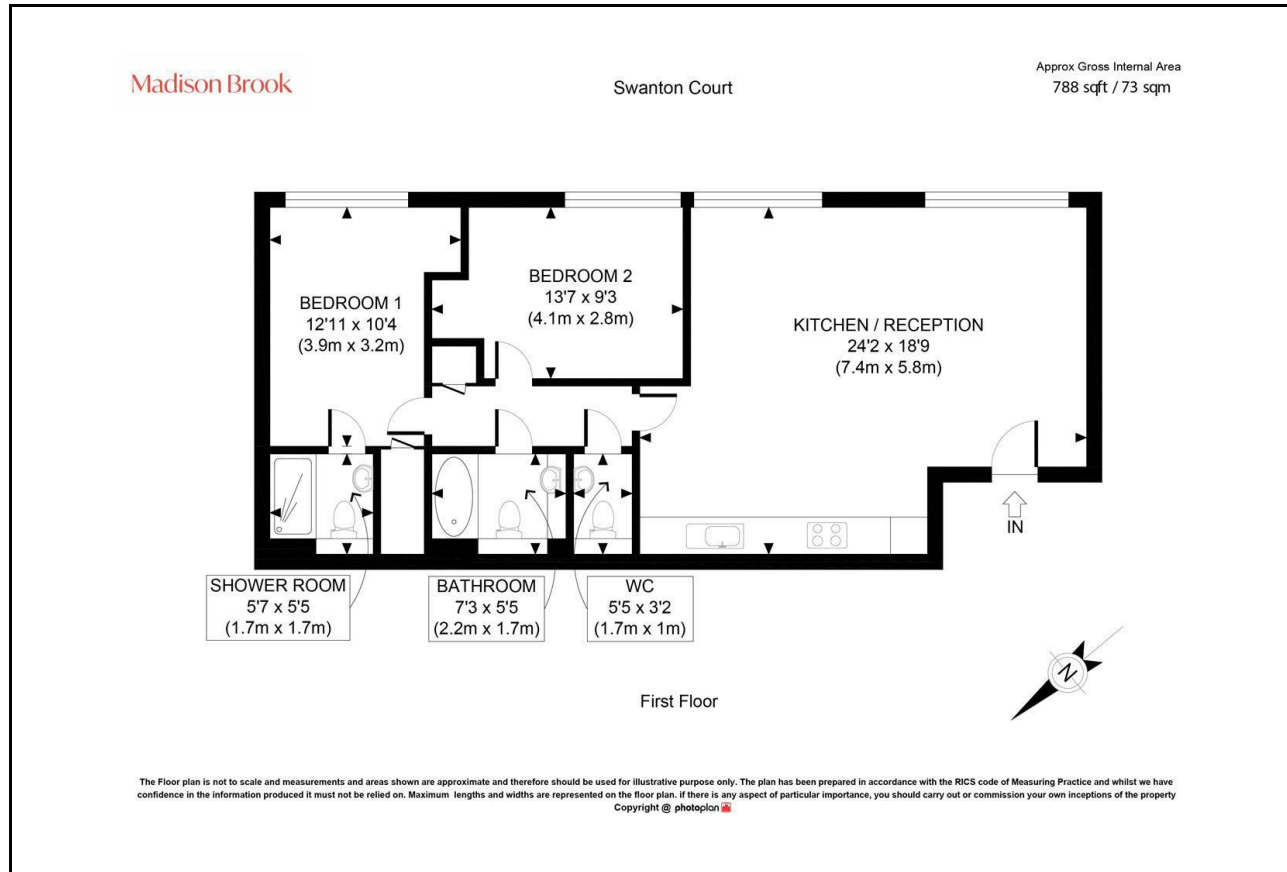 Madison Brook
Swanton Court
Approx Gross Internal Area
788 sqft / 73 sqm
BEDROOM 1
12'11 x 10'4
(3.9m x 3.2m)
BEDROOM 2
13'7 x 9'3
(4.1m x 2.8m)
KITCHEN / RECEPTION
24'2 x 18'9
(7.4m x 5.8m)
IN
SHOWER ROOM
5'7 x 5'5
(1.7m x 1.7m)
BATHROOM
7'3 x 5'5
(2.2m x 1.7m)
WC
5'5 x 3'2
(1.7m x 1m)
N
First Floor
The Floor plan is not to scale and measurements and areas shown are approximate and therefore should be used for illustrative purpose only. The plan has been prepared in accordance with the RICS code of Measuring Practice and whilst we have
confidence in the information produced it must not be relied on. Maximum lengths and widths are represented on the floor plan. if there is any aspect of particular importance, you should carry out or commission your own inceptions of the property
Copyright @ photoplan